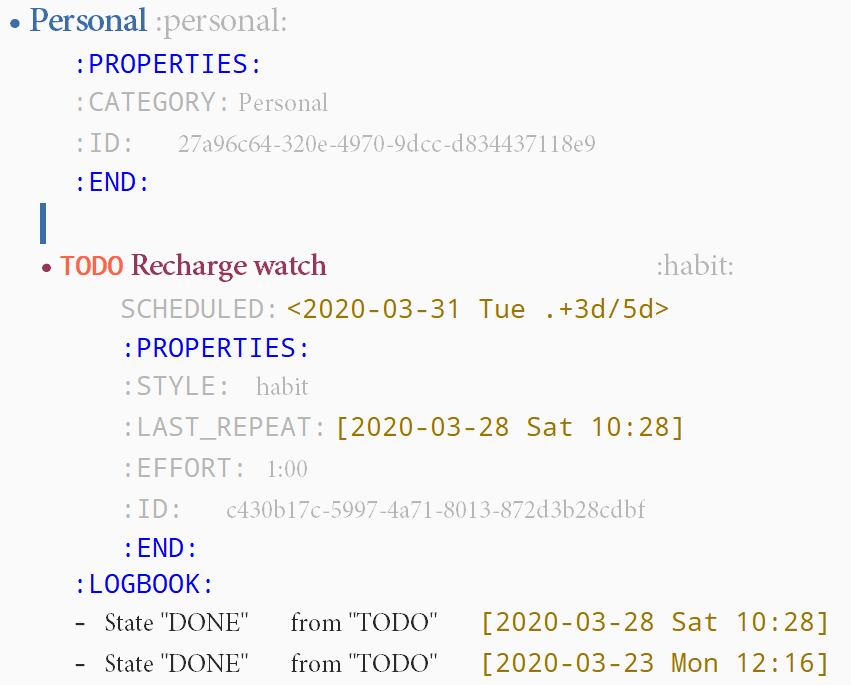 • Personal :personal:
:PROPERTIES:
:CATEGORY: Personal
:ID: 27a96c64-320e-4970-9dcc-d834437118e9
:END:
• TODO Recharge watch :habit:
SCHEDULED: <2020-03-31 Tue .+3d/5d>
:PROPERTIES:
:STYLE: habit
:LAST_REPEAT: [2020-03-28 Sat 10:28]
:EFFORT: 1:00
:ID: c430b17c-5997-4a71-8013-872d3b28cdbf
:END:
:LOGBOOK:
- State "DONE" from "TODO" [2020-03-28 Sat 10:28]
- State "DONE" from "TODO" [2020-03-23 Mon 12:16]